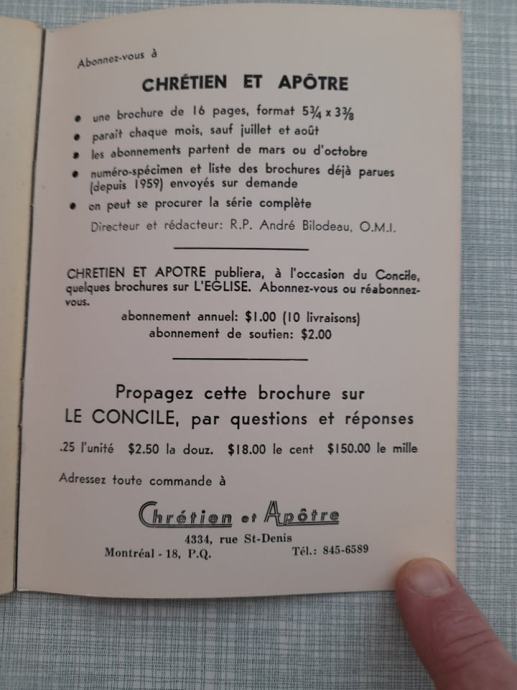 Abonnez-vous à
CHRÉTIEN ET APÔTRE
• une brochure de 16 pages, format 5¾ x 3⅜
• paraît chaque mois, sauf juillet et août
• les abonnements partent de mars ou d'octobre
• numéro-spécimen et liste des brochures déjà parues
(depuis 1959) envoyés sur demande
• on peut se procurer la série complète
Directeur et rédacteur: R.P. André Bilodeau, O.M.I.
CHRETIEN ET APOTRE publiera, à l'occasion du Concile,
quelques brochures sur L'EGLISE. Abonnez-vous ou réabonnez-
vous.
abonnement annuel: $1.00 (10 livraisons)
abonnement de soutien: $2.00
Propagez cette brochure sur
LE CONCILE, par questions et réponses
.25 l'unité $2.50 la douz. $18.00 le cent $150.00 le mille
Adressez toute commande à
Chrétien et Apôtre
4334, rue St-Denis
Montréal - 18, P.Q. Tél.: 845-6589